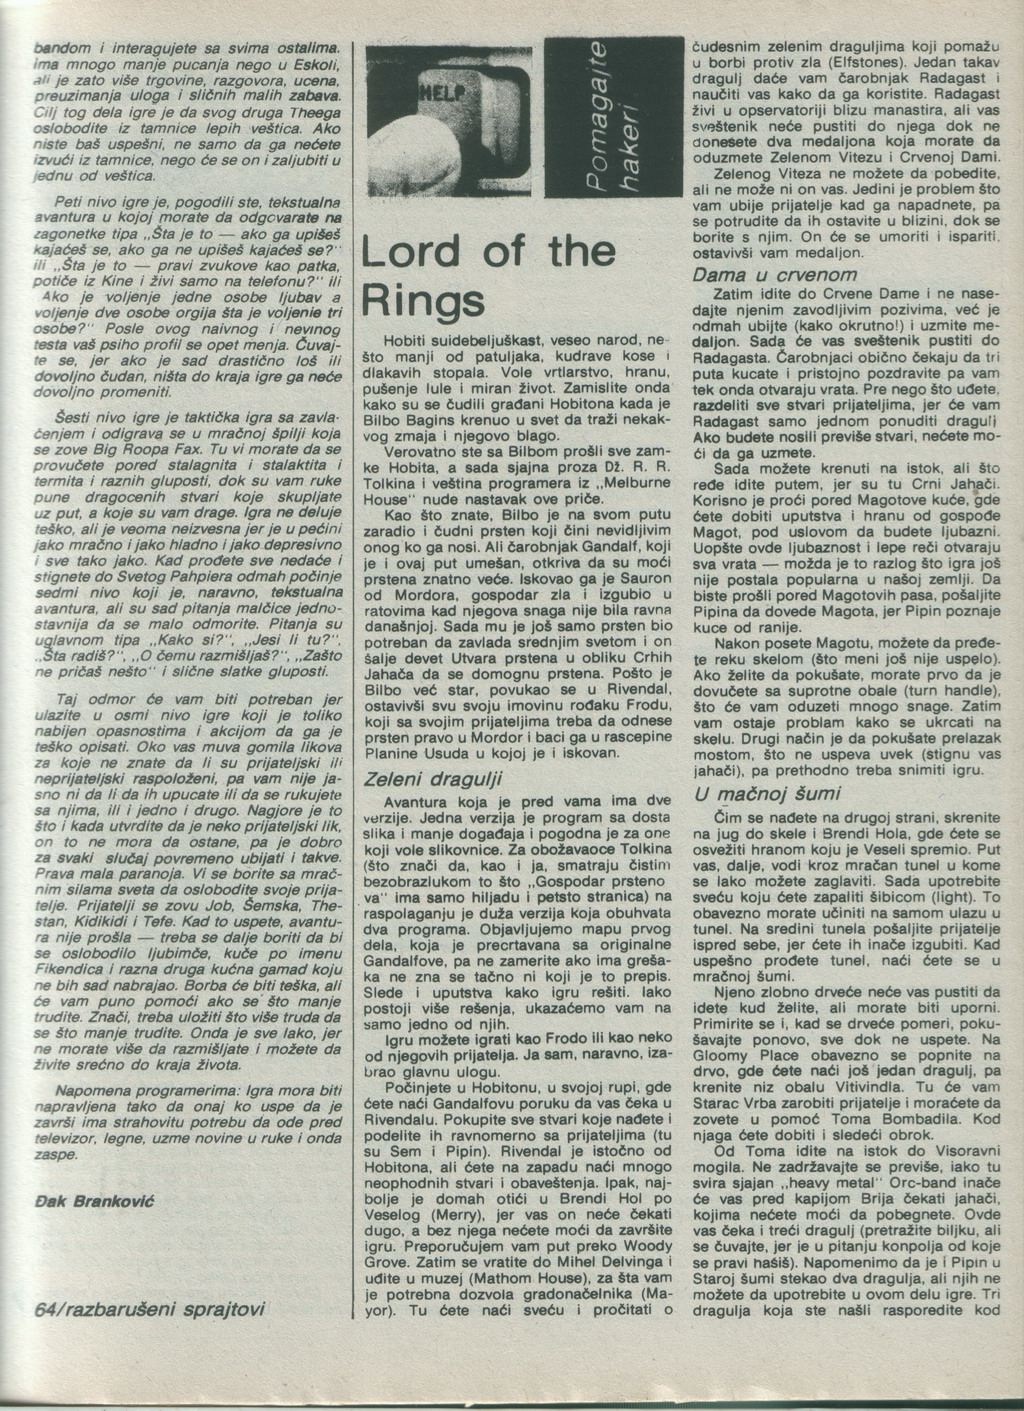 bandom i interagujete sa svima ostalima.
ima mnogo manje pucanja nego u Eskoli,
ali je zato više trgovine, razgovora, ucena,
preuzimanja uloga i sličnih malih zabava.
Cilj tog dela igre je da svog druga Theega
oslobodite iz tamnice lepih veštica. Ako
niste baš uspešni, ne samo da ga nećete
izvući iz tamnice, nego će se on i zaljubiti u
jednu od veštica.
Peti nivo igre je, pogodili ste, tekstualna
avantura u kojoj morate da odgovarate na
zagonetke tipa „Šta je to — ako ga upišeš
kajaćeš se, ako ga ne upišeš kajaćeš se?"
ili „Šta je to — pravi zvukove kao patka,
potiče iz Kine i živi samo na telefonu?" ili
Ako je voljenje jedne osobe ljubav a
voljenje dve osobe orgija šta je voljenje tri
osobe?" Posle ovog naivnog i nevinog
testa vaš psiho profil se opet menja. Čuvaj-
te se, jer ako je sad drastično loš ili
dovoljno čudan, ništa do kraja igre ga neće
dovoljno promeniti.
Šesti nivo igre je taktička igra sa zavla-
čenjem i odigrava se u mračnoj špilji koja
se zove Big Roopa Fax. Tu vi morate da se
provučete pored stalagnita i stalaktita i
termita i raznih gluposti, dok su vam ruke
pune dragocenih stvari koje skupljate
uz put, a koje su vam drage. Igra ne deluje
teško, ali je veoma neizvesna jer je u pećini
jako mračno i jako hladno i jako depresivno
i sve tako jako. Kad prođete sve nedaće i
stignete do Svetog Pahpiera odmah počinje
sedmi nivo koji je, naravno, tekstualna
avantura, ali su sad pitanja malčice jedno-
stavnija da se malo odmorite. Pitanja su
uglavnom tipa „Kako si?", „Jesi li tu?",
„Šta radiš?", „O čemu razmišljaš?", „Zašto
ne pričaš nešto" i slične slatke gluposti.
Taj odmor će vam biti potreban jer
ulazite u osmi nivo igre koji je toliko
nabijen opasnostima i akcijom da ga je
teško opisati. Oko vas muva gomila likova
za koje ne znate da li su prijateljski ili
neprijateljski raspoloženi, pa vam nije ja-
sno ni da li da ih upucate ili da se rukujete
sa njima, ili i jedno i drugo. Nagjore je to
što i kada utvrdite da je neko prijateljski lik,
on to ne mora da ostane, pa je dobro
za svaki slučaj povremeno ubijati i takve.
Prava mala paranoja. Vi se borite sa mrač-
nim silama sveta da oslobodite svoje prija-
telje. Prijatelji se zovu Job, Šemska, The-
stan, Kidikidi i Tefe. Kad to uspete, avantu-
ra nije prošla — treba se dalje boriti da bi
se oslobodilo ljubimče, kuče po imenu
Fikendica i razna druga kućna gamad koju
ne bih sad nabrajao. Borba će biti teška, ali
će vam puno pomoći ako se što manje
trudite. Znači, treba uložiti što više truda da
se što manje trudite. Onda je sve lako, jer
ne morate više da razmišljate i možete da
živite srećno do kraja života.
Napomena programerima: Igra mora biti
napravljena tako da onaj ko uspe da je
završi ima strahovitu potrebu da ode pred
televizor, legne, uzme novine u ruke i onda
zaspe.
Đak Branković
64/razbarušeni sprajtovi
HELP
Pomagajte
hakeri
Lord of the
Rings
Hobiti suidebeljuškast, veseo narod, ne-
što manji od patuljaka, kudrave kose i
dlakavih stopala. Vole vrtlarstvo, hranu,
pušenje lule i miran život. Zamislite onda
kako su se čudili građani Hobitona kada je
Bilbo Bagins krenuo u svet da traži nekak-
vog zmaja i njegovo blago.
Verovatno ste sa Bilbom prošli sve zam-
ke Hobita, a sada sjajna proza Dž. R. R.
Tolkina i veština programera iz „Melburne
House" nude nastavak ove priče.
Kao što znate, Bilbo je na svom putu
zaradio i čudni prsten koji čini nevidljivim
onog ko ga nosi. Ali čarobnjak Gandalf, koji
je i ovaj put umešan, otkriva da su moći
prstena znatno veće. Iskovao ga je Sauron
od Mordora, gospodar zla i izgubio u
ratovima kad njegova snaga nije bila ravna
današnjoj. Sada mu je još samo prsten bio
potreban da zavlada srednjim svetom i on
šalje devet Utvara prstena u obliku Crhih
Jahača da se domognu prstena. Pošto je
Bilbo već star, povukao se u Rivendal,
ostavivši svu svoju imovinu rođaku Frodu,
koji sa svojim prijateljima treba da odnese
prsten pravo u Mordor i baci ga u rascepine
Planine Usuda u kojoj je i iskovan.
Zeleni dragulji
Avantura koja je pred vama ima dve
verzije. Jedna verzija je program sa dosta
slika i manje događaja i pogodna je za one
koji vole slikovnice. Za obožavaoce Tolkina
(što znači da, kao i ja, smatraju čistim
bezobrazlukom to što „Gospodar prsteno
va" ima samo hiljadu i petsto stranica) na
raspolaganju je duža verzija koja obuhvata
dva programa. Objavljujemo mapu prvog
dela, koja je precrtavana sa originalne
Gandalfove, pa ne zamerite ako ima greša-
ka ne zna se tačno ni koji je to prepis.
Slede i uputstva kako igru rešiti. Iako
postoji više rešenja, ukazaćemo vam na
samo jedno od njih.
Igru možete igrati kao Frodo ili kao neko
od njegovih prijatelja. Ja sam, naravno, iza-
brao glavnu ulogu.
Počinjete u Hobitonu, u svojoj rupi, gde
ćete naći Gandalfovu poruku da vas čeka u
Rivendalu. Pokupite sve stvari koje nađete i
podelite ih ravnomerno sa prijateljima (tu
su Sem i Pipin). Rivendal je istočno od
Hobitona, ali ćete na zapadu naći mnogo
neophodnih stvari i obaveštenja. Ipak, naj-
bolje je domah otići u Brendi Hol po
Veselog (Merry), jer vas on neće čekati
dugo, a bez njega nećete moći da završite
igru. Preporučujem vam put preko Woody
Grove. Zatim se vratite do Mihel Delvinga i
uđite u muzej (Mathom House), za šta vam
je potrebna dozvola gradonačelnika (Ma-
yor). Tu ćete naći sveću i pročitati o
čudesnim zelenim draguljima koji pomažu
u borbi protiv zla (Elfstones). Jedan takav
dragulj daće vam čarobnjak Radagast i
naučiti vas kako da ga koristite. Radagast
živi u opservatoriji blizu manastira, ali vas
sveštenik neće pustiti do njega dok ne
donesete dva medaljona koja morate da
oduzmete Zelenom Vitezu i Crvenoj Dami.
Zelenog Viteza ne možete da pobedite,
ali ne može ni on vas. Jedini je problem što
vam ubije prijatelje kad ga napadnete, pa
se potrudite da ih ostavite u blizini, dok se
borite s njim. On će se umoriti i ispariti,
ostavivši vam medaljon.
Dama u crvenom
Zatim idite do Crvene Dame i ne nase-
dajte njenim zavodljivim pozivima, već je
odmah ubijte (kako okrutno!) i uzmite me-
daljon. Sada će vas sveštenik pustiti do
Radagasta. Čarobnjaci obično čekaju da tri
puta kucate i pristojno pozdravite pa vam
tek onda otvaraju vrata. Pre nego što uđete,
razdeliti sve stvari prijateljima, jer će vam
Radagast samo jednom ponuditi dragulj
Ako budete nosili previše stvari, nećete mo-
ći da ga uzmete.
Sada možete krenuti na istok, ali što
ređe idite putem, jer su tu Crni Jahači.
Korisno je proći pored Magotove kuće, gde
ćete dobiti uputstva i hranu od gospođe
Magot, pod uslovom da budete ljubazni.
Uopšte ovde ljubaznost i lepe reči otvaraju
sva vrata — možda je to razlog što igra još
nije postala popularna u našoj zemlji. Da
biste prošli pored Magotovih pasa, pošaljite
Pipina da dovede Magota, jer Pipin poznaje
kuce od ranije.
Nakon posete Magotu, možete da pređe-
te reku skelom (što meni još nije uspelo).
Ako želite da pokušate, morate prvo da je
dovučete sa suprotne obale (turn handle),
što će vam oduzeti mnogo snage. Zatim
vam ostaje problam kako se ukrcati na
skelu. Drugi način je da pokušate prelazak
mostom, što ne uspeva uvek (stignu vas
jahači), pa prethodno treba snimiti igru.
U mačnoj šumi
Čim se nađete na drugoj strani, skrenite
na jug do skele i Brendi Hola, gde ćete se
osvežiti hranom koju je Veseli spremio. Put
vas, dalje, vodi kroz mračan tunel u kome
se lako možete zaglaviti. Sada upotrebite
sveću koju ćete zapaliti šibicom (light). To
obavezno morate učiniti na samom ulazu u
tunel. Na sredini tunela pošaljite prijatelje
ispred sebe, jer ćete ih inače izgubiti. Kad
uspešno prođete tunel, naći ćete se u
mračnoj šumi.
Njeno zlobno drveće neće vas pustiti da
idete kud želite, ali morate biti uporni.
Primirite se i, kad se drveće pomeri, poku-
šavajte ponovo, sve dok ne uspete. Na
Gloomy Place obavezno se popnite na
drvo, gde ćete naći još jedan dragulj, pa
krenite niz obalu Vitivindla. Tu će vam
Starac Vrba zarobiti prijatelje i moraćete da
zovete u pomoć Toma Bombadila. Kod
njaga ćete dobiti i sledeći obrok.
Od Toma idite na istok do Visoravni
mogila. Ne zadržavajte se previše, iako tu
svira sjajan „heavy metal" Orc-band inače
će vas pred kapijom Brija čekati jahači,
kojima nećete moći da pobegnete. Ovde
vas čeka i treći dragulj (pretražite biljku, ali
se čuvajte, jer je u pitanju konpolja od koje
se pravi hašiš). Napomenimo da je i Pipin u
Staroj šumi stekao dva dragulja, ali njih ne
možete da upotrebite u ovom delu igre. Tri
dragulja koja ste našli rasporedite kod